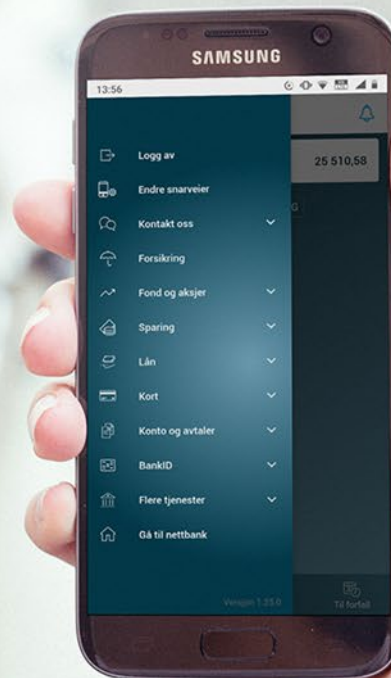 SAMSUNG
13:56
Logg av
25 510,58
Endre snarveier
Kontakt oss
G
Forsikring
Fond og aksjer
Sparing
Lån
Kort
Konto og avtaler
BankID
Flere tjenester
Gå til nettbank
Versjon 1.35.0
Til forfall